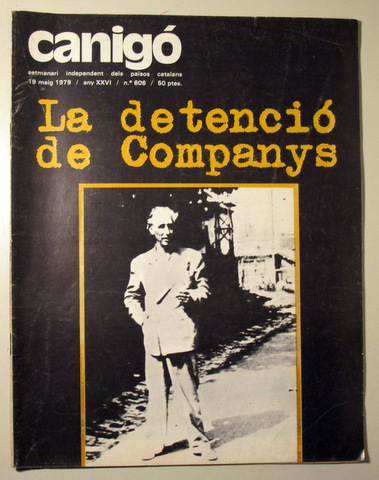 canigó
setmanari independent dels països catalans
19 maig 1979 / any XXVI / n.º 606 / 50 ptes.
La detenció
de Companys